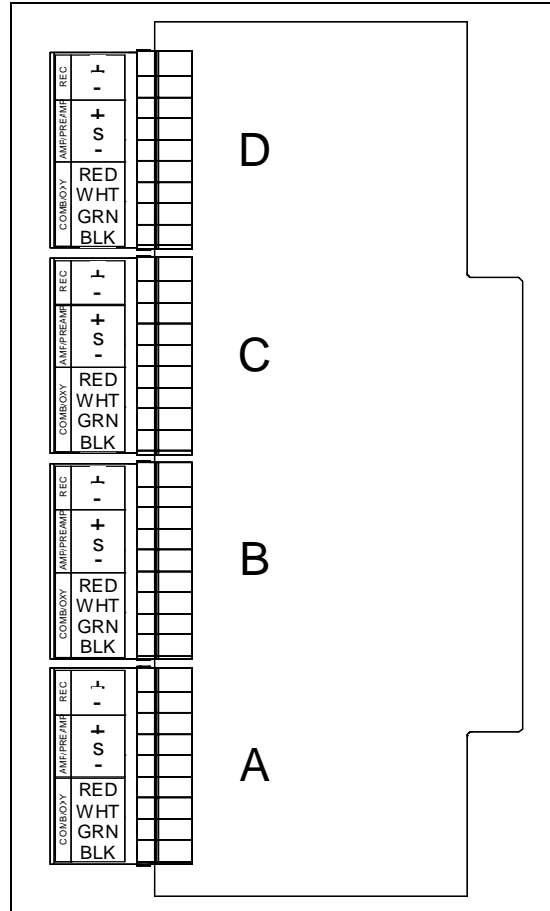 REC
+
-
AMP/PREAMP
+
S
-
COMB/OXY
RED
WHT
GRN
BLK
D
REC
+
-
AMP/PREAMP
+
S
-
COMB/OXY
RED
WHT
GRN
BLK
C
REC
+
-
AMP/PREAMP
+
S
-
COMB/OXY
RED
WHT
GRN
BLK
B
REC
+
-
AMP/PREAMP
+
S
-
COMB/OXY
RED
WHT
GRN
BLK
A